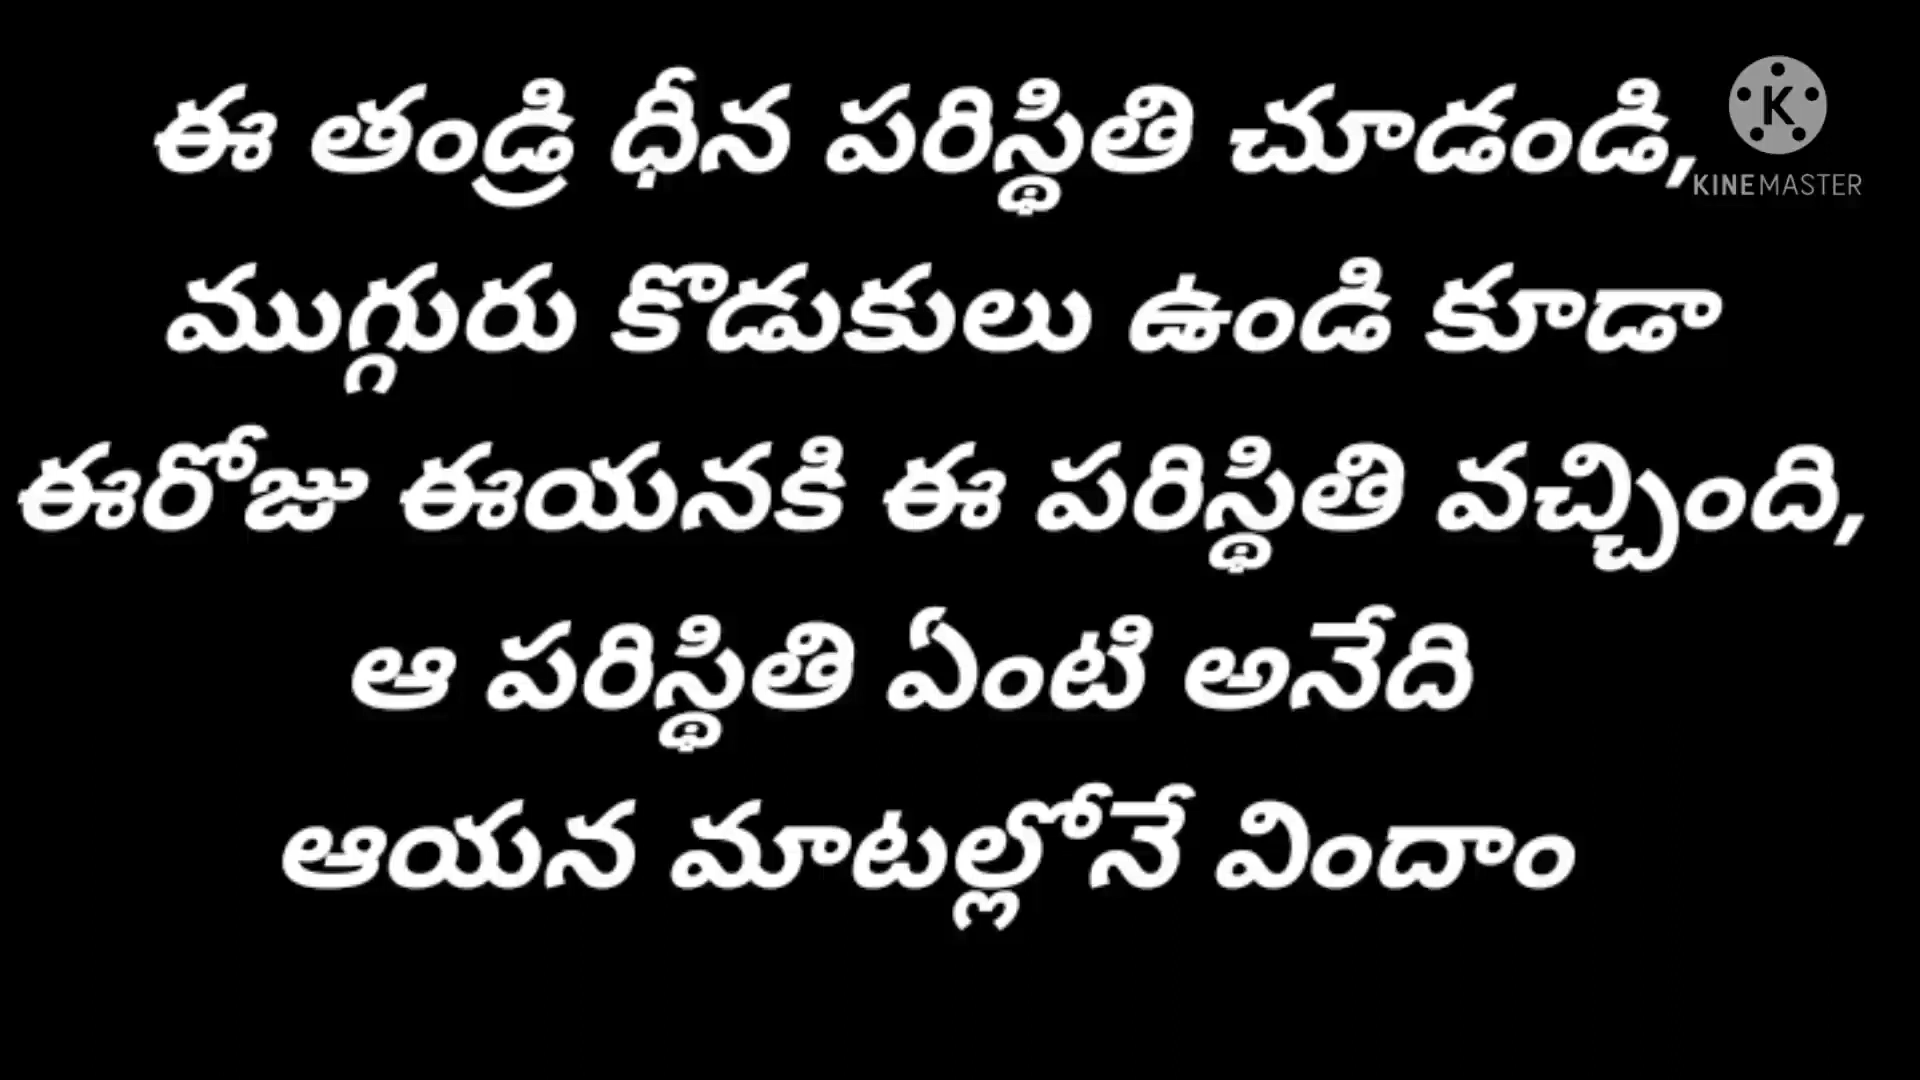 ఈ తండ్రి ధీన పరిస్థితి చూడండి,
KINEMASTER
ముగ్గురు కొడుకులు ఉండి కూడా
ఈరోజు ఈయనకి ఈ పరిస్థితి వచ్చింది,
ఆ పరిస్థితి ఏంటి అనేది
ఆయన మాటల్లోనే విందాం